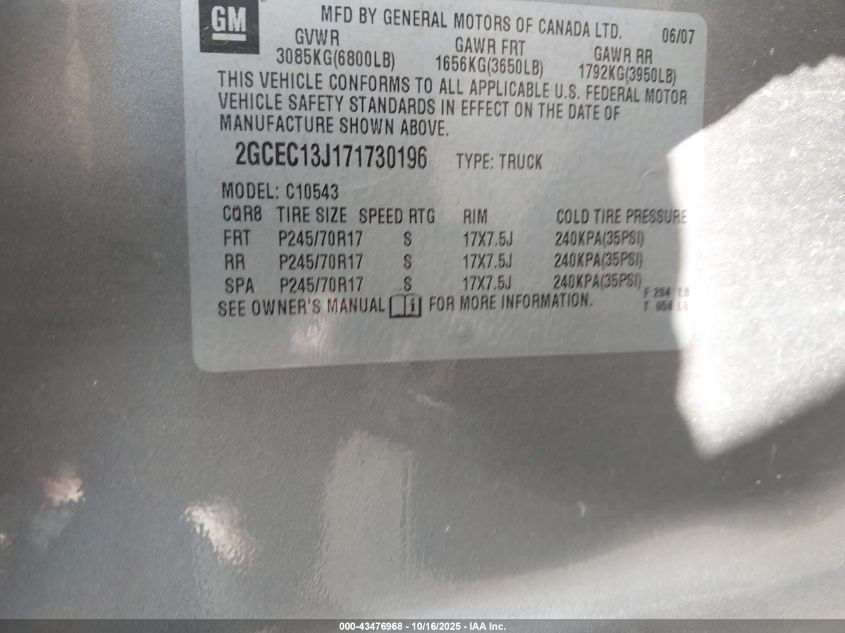 GM
MFD BY GENERAL MOTORS OF CANADA LTD. 06/07
GVWR GAWR FRT GAWR RR
3085KG(6800LB) 1656KG(3650LB) 1792KG(3950LB)
THIS VEHICLE CONFORMS TO ALL APPLICABLE U.S. FEDERAL MOTOR
VEHICLE SAFETY STANDARDS IN EFFECT ON THE DATE OF
MANUFACTURE SHOWN ABOVE.
2GCEC13J171730196 TYPE: TRUCK
MODEL: C10543
CQR8 TIRE SIZE SPEED RTG RIM COLD TIRE PRESSURE
FRT P245/70R17 S 17X7.5J 240KPA(35PSI)
RR P245/70R17 S 17X7.5J 240KPA(35PSI)
SPA P245/70R17 S 17X7.5J 240KPA(35PSI)
SEE OWNER'S MANUAL FOR MORE INFORMATION.
F 284 LB
T 658 LB
000-43476968 - 10/16/2025 - IAA Inc.